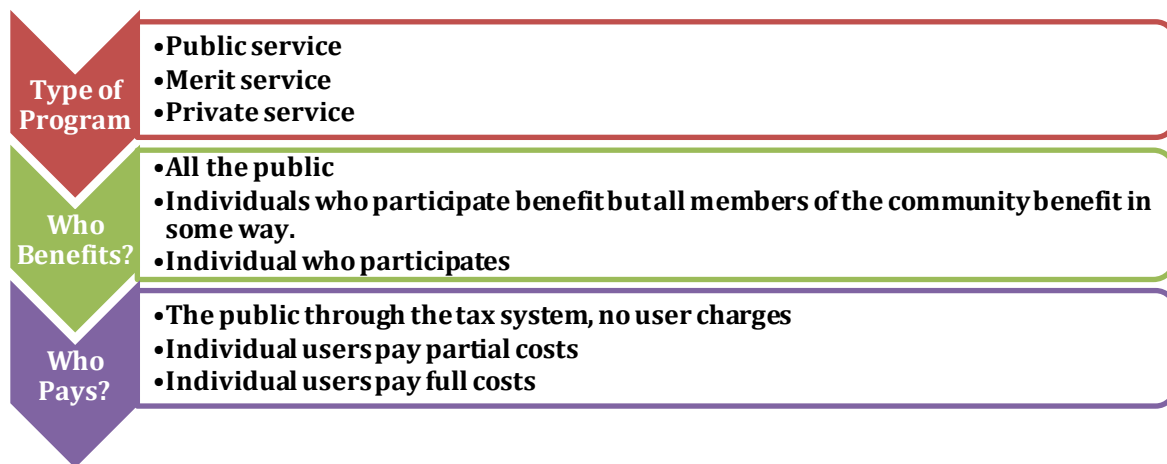 Type of
Program
•Public service
•Merit service
•Private service
Who
Benefits?
•All the public
•Individuals who participate benefit but all members of the community benefit in
some way.
•Individual who participates
Who
Pays?
•The public through the tax system, no user charges
•Individual users pay partial costs
•Individual users pay full costs